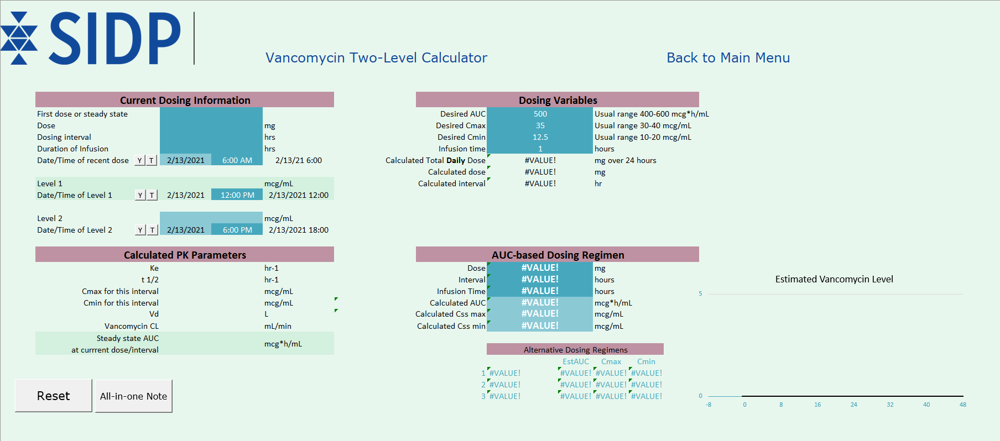 SIDP
Vancomycin Two-Level Calculator
Back to Main Menu
Current Dosing Information
First dose or steady state
Dose mg
Dosing interval hrs
Duration of Infusion hrs
Date/Time of recent dose Y T 2/13/2021 6:00 AM 2/13/21 6:00
Level 1 mcg/mL
Date/Time of Level 1 Y T 2/13/2021 12:00 PM 2/13/2021 12:00
Level 2 mcg/mL
Date/Time of Level 2 Y T 2/13/2021 6:00 PM 2/13/2021 18:00
Dosing Variables
Desired AUC 500 Usual range 400-600 mcg*h/mL
Desired Cmax 35 Usual range 30-40 mcg/mL
Desired Cmin 12.5 Usual range 10-20 mcg/mL
Infusion time 1 hours
Calculated Total Daily Dose #VALUE! mg over 24 hours
Calculated dose #VALUE! mg
Calculated interval #VALUE! hr
Calculated PK Parameters
Ke hr-1
t 1/2 hr-1
Cmax for this interval mcg/mL
Cmin for this interval mcg/mL
Vd L
Vancomycin CL mL/min
Steady state AUC
at currrent dose/interval mcg*h/mL
AUC-based Dosing Regimen
Dose #VALUE! mg
Interval #VALUE! hours
Infusion Time #VALUE! hours
Calculated AUC #VALUE! mcg*h/mL
Calculated Css max #VALUE! mcg/mL
Calculated Css min #VALUE! mcg/mL
Alternative Dosing Regimens
EstAUC Cmax Cmin
1 #VALUE! #VALUE! #VALUE! #VALUE!
2 #VALUE! #VALUE! #VALUE! #VALUE!
3 #VALUE! #VALUE! #VALUE! #VALUE!
Estimated Vancomycin Level
5
0
-8 0 8 16 24 32 40 48
Reset
All-in-one Note